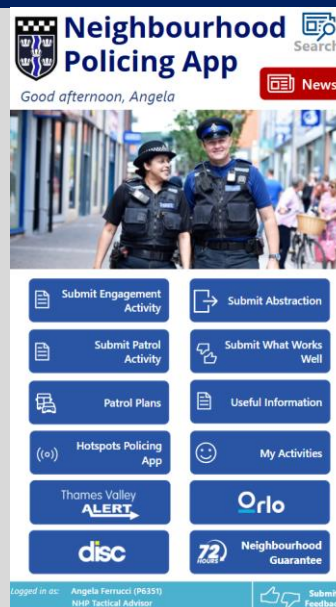 Neighbourhood
Policing App
Search
Good afternoon, Angela
News
Submit Engagement
Activity
Submit Abstraction
Submit Patrol
Activity
Submit What Works
Well
Patrol Plans
Useful Information
Hotspots Policing
App
My Activities
Thames Valley
ALERT
Orlo
disc
72
HOURS
Neighbourhood
Guarantee
Logged in as: Angela Ferrucci (P6351)
NHP Tactical Advisor
Submit
Feedback